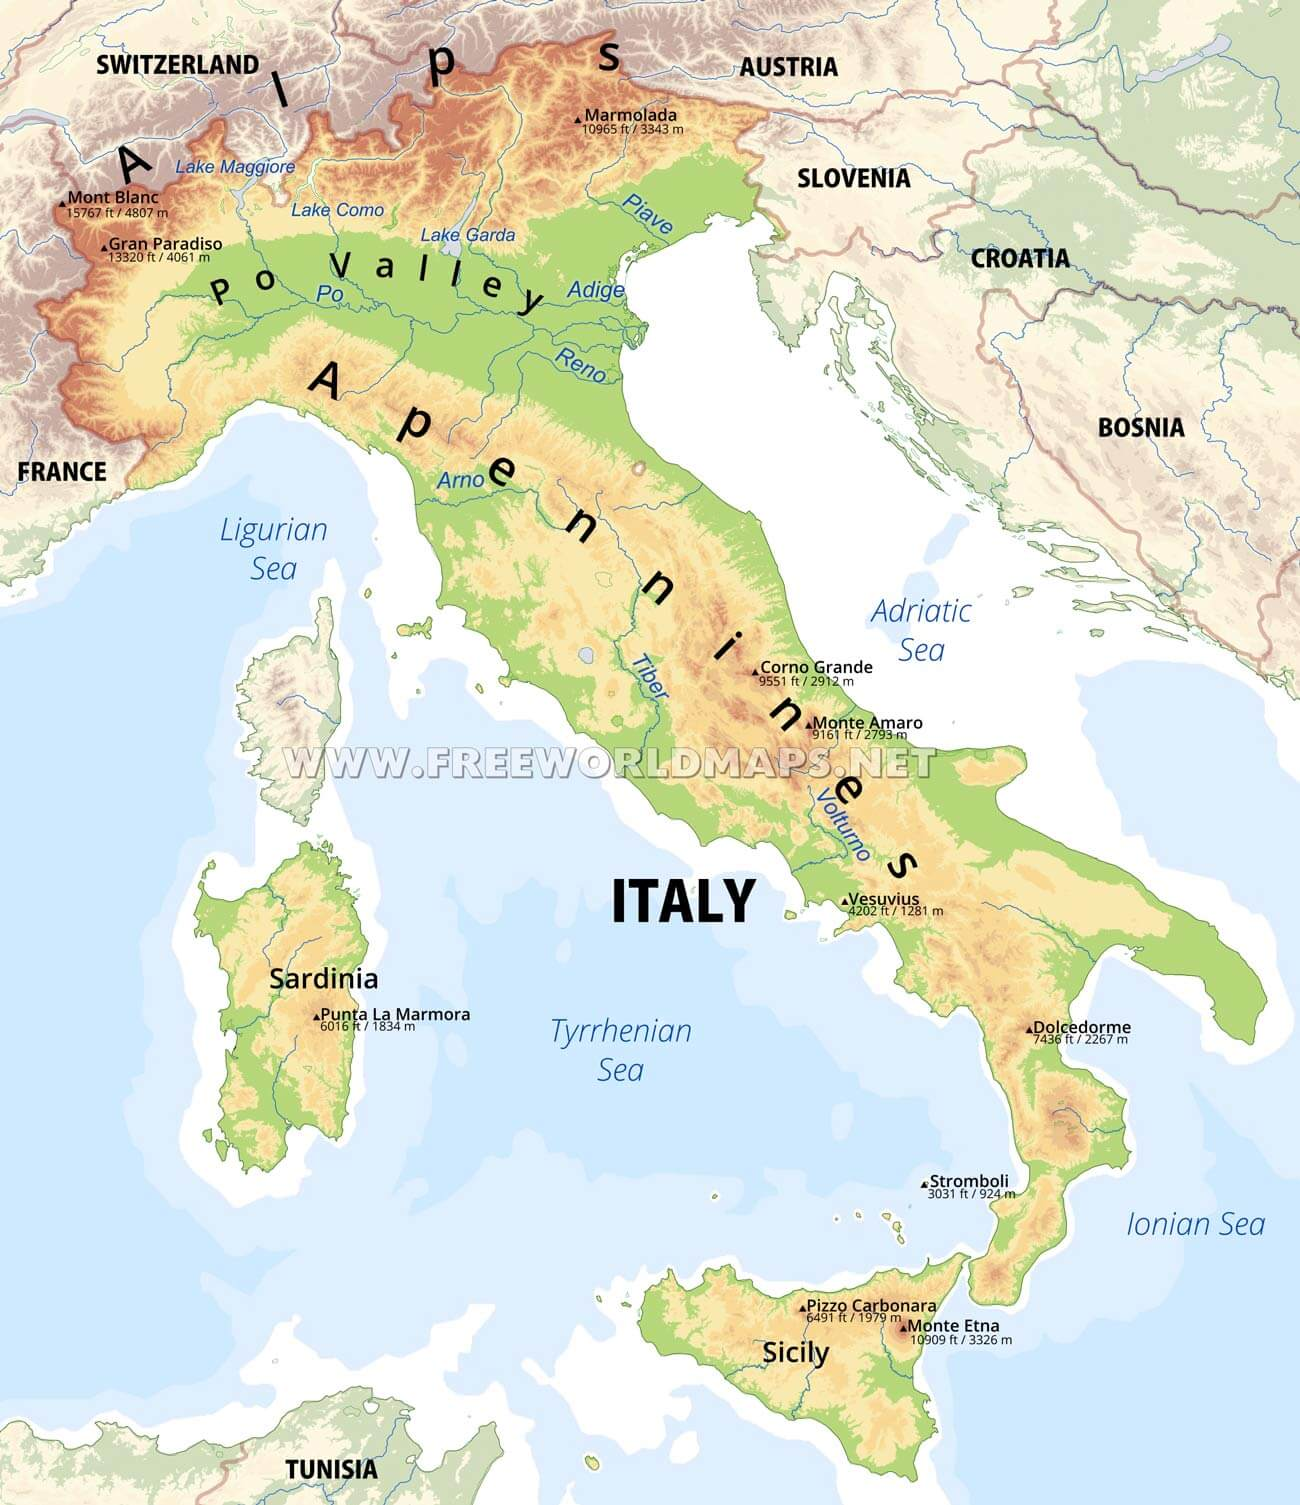 SWITZERLAND
AUSTRIA
Alps
Marmolada
10965 ft / 3343 m
Lake Maggiore
SLOVENIA
Mont Blanc
15767 ft / 4807 m
Lake Como
Piave
Lake Garda
Gran Paradiso
13320 ft / 4061 m
CROATIA
Po Valley
Po
Adige
Reno
Apennines
BOSNIA
FRANCE
Arno
Ligurian
Sea
Adriatic
Sea
Tiber
Corno Grande
9551 ft / 2912 m
Monte Amaro
9161 ft / 2793 m
WWW.FREEWORLDMAPS.NET
Volturno
ITALY
Vesuvius
4202 ft / 1281 m
Sardinia
Punta La Marmora
6016 ft / 1834 m
Tyrrhenian
Sea
Dolcedorme
7436 ft / 2267 m
Stromboli
3031 ft / 924 m
Ionian Sea
Pizzo Carbonara
6491 ft / 1979 m
Monte Etna
10909 ft / 3326 m
Sicily
TUNISIA